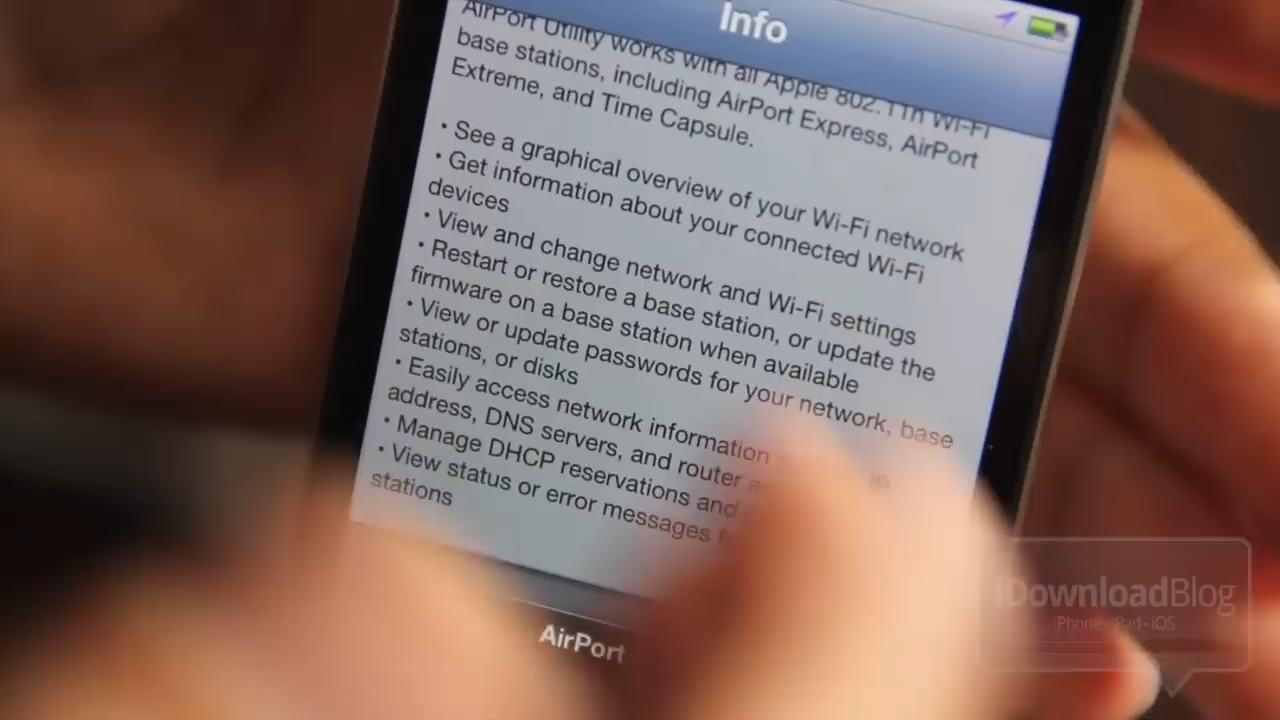 Info
AirPort Utility works with all Apple 802.11n Wi-Fi
base stations, including AirPort Express, AirPort
Extreme, and Time Capsule.
• See a graphical overview of your Wi-Fi network
• Get information about your connected Wi-Fi
devices
• View and change network and Wi-Fi settings
• Restart or restore a base station, or update the
firmware on a base station when available
• View or update passwords for your network, base
stations, or disks
• Easily access network information IP
address, DNS servers, and router
• Manage DHCP reservations and
• View status or error messages
stations
AirPort
iDownloadBlog
iPhone • iPad • iOS